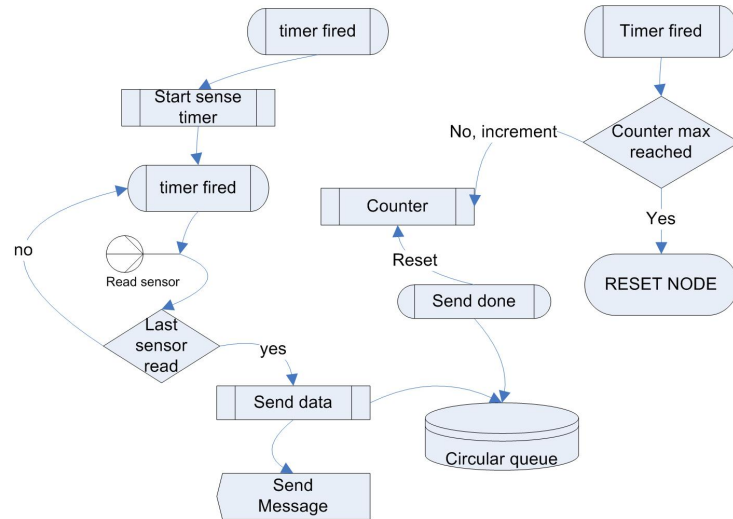 timer fired
Timer fired
Start sense
timer
No, increment
Counter max
reached
timer fired
Counter
Yes
no
Read sensor
Reset
RESET NODE
Send done
Last
sensor
read
yes
Send data
Circular queue
Send
Message